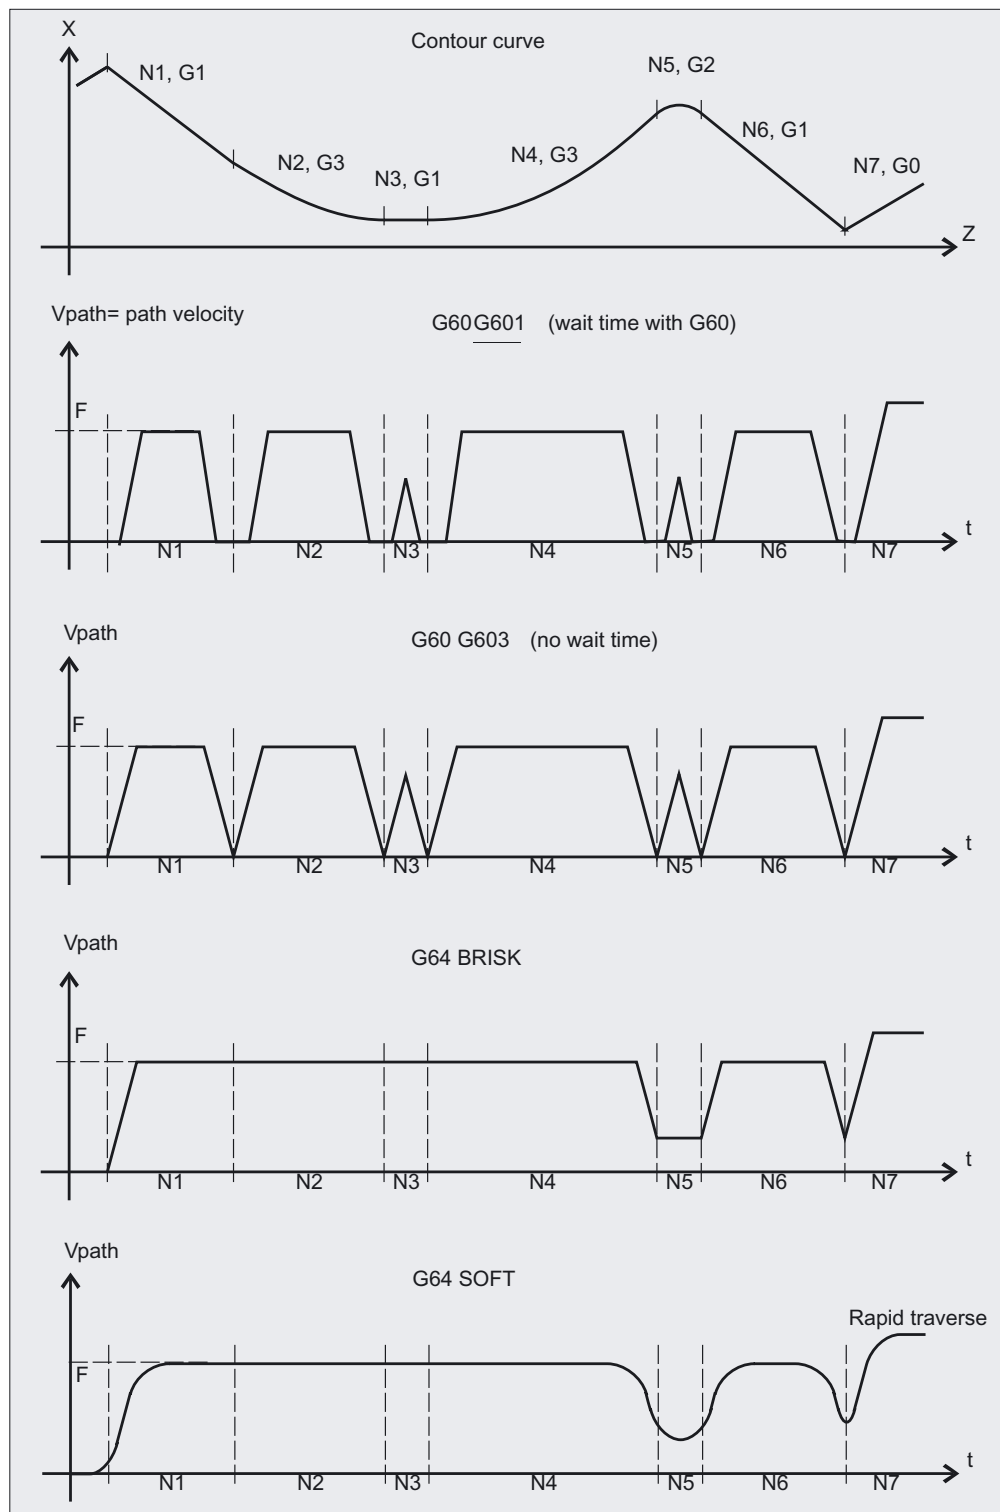 X
Contour curve
N1, G1
N5, G2
N6, G1
N2, G3
N4, G3
N3, G1
N7, G0
Z
Vpath= path velocity
G60G601 (wait time with G60)
F
t
N1 N2 N3 N4 N5 N6 N7
Vpath
G60 G603 (no wait time)
F
t
N1 N2 N3 N4 N5 N6 N7
Vpath
G64 BRISK
F
t
N1 N2 N3 N4 N5 N6 N7
Vpath
G64 SOFT
Rapid traverse
F
t
N1 N2 N3 N4 N5 N6 N7